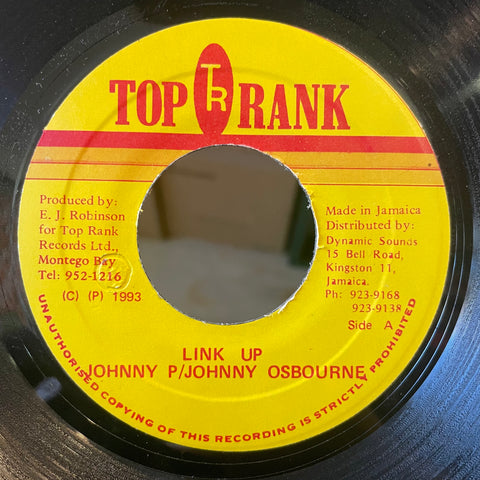 TOP TR RANK
Produced by:
E. J. Robinson
for Top Rank
Records Ltd.,
Montego Bay
Tel: 952-1216
(C) (P) 1993
Made in Jamaica
Distributed by:
Dynamic Sounds
15 Bell Road,
Kingston 11,
Jamaica.
Ph: 923-9168
923-9138
Side A
LINK UP
JOHNNY P/JOHNNY OSBOURNE
UNAUTHORISED COPYING OF THIS RECORDING IS STRICTLY PROHIBITED